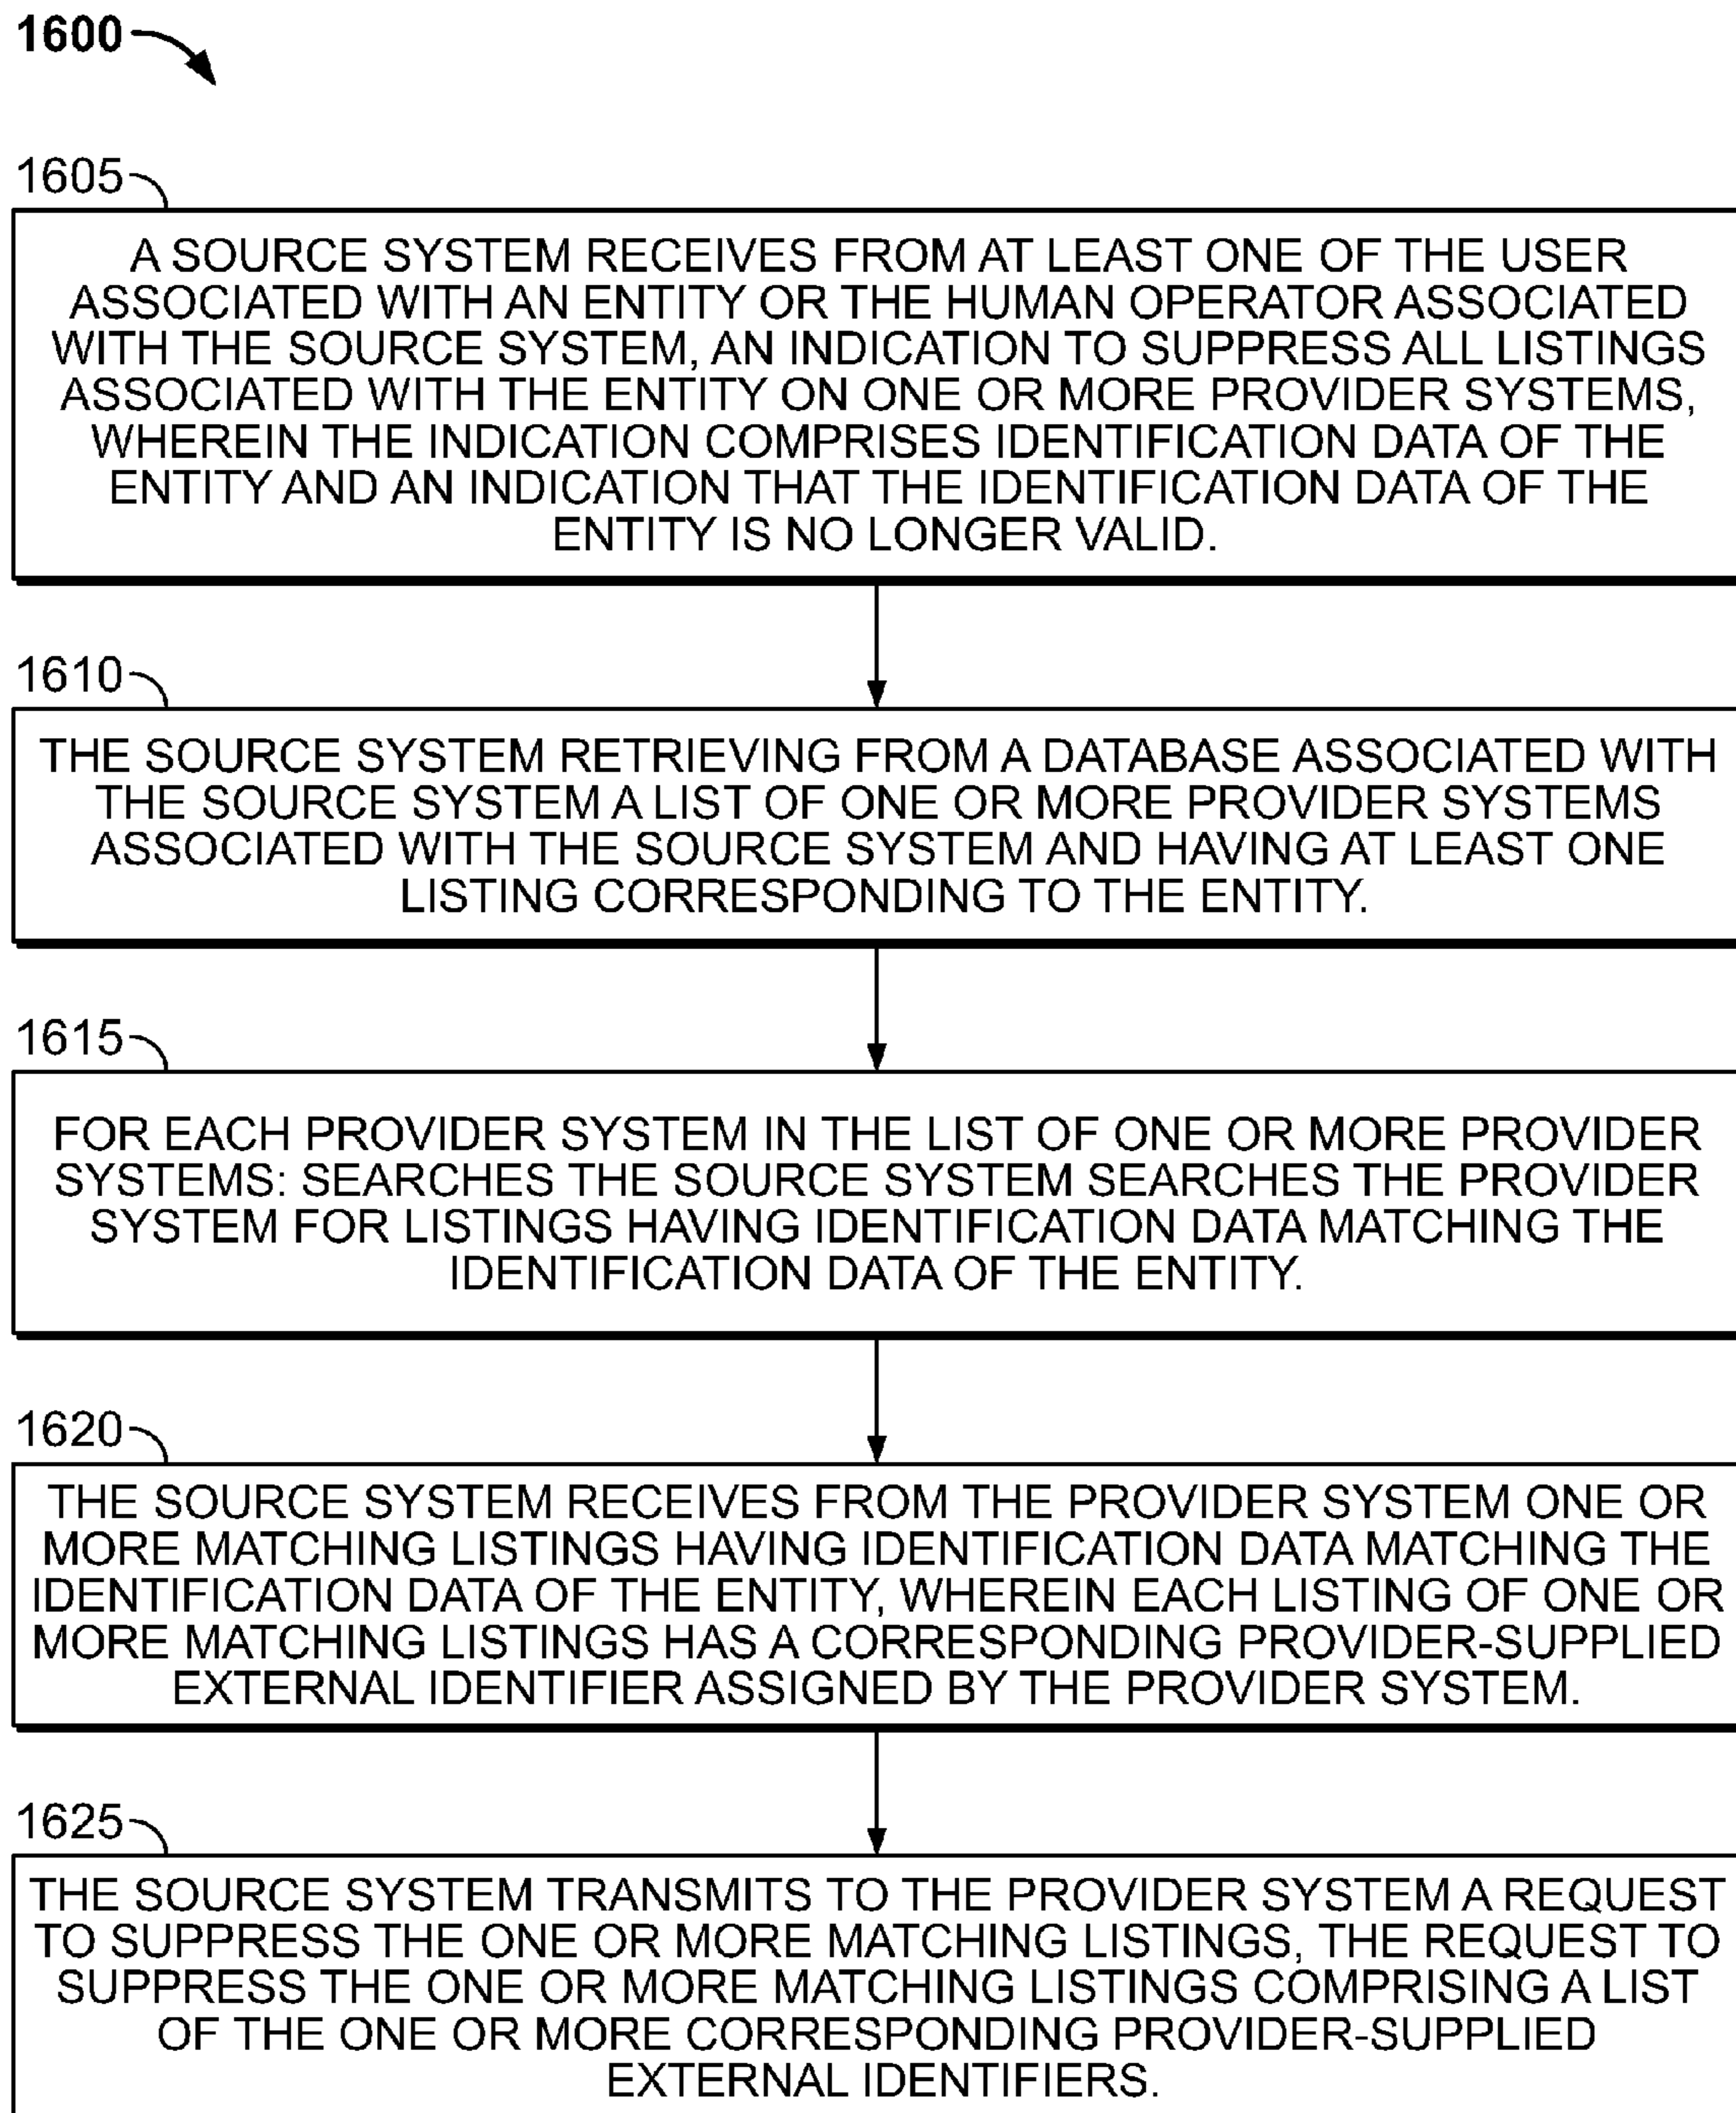 1600
1605
A SOURCE SYSTEM RECEIVES FROM AT LEAST ONE OF THE USER
ASSOCIATED WITH AN ENTITY OR THE HUMAN OPERATOR ASSOCIATED
WITH THE SOURCE SYSTEM, AN INDICATION TO SUPPRESS ALL LISTINGS
ASSOCIATED WITH THE ENTITY ON ONE OR MORE PROVIDER SYSTEMS,
WHEREIN THE INDICATION COMPRISES IDENTIFICATION DATA OF THE
ENTITY AND AN INDICATION THAT THE IDENTIFICATION DATA OF THE
ENTITY IS NO LONGER VALID.
1610
THE SOURCE SYSTEM RETRIEVING FROM A DATABASE ASSOCIATED WITH
THE SOURCE SYSTEM A LIST OF ONE OR MORE PROVIDER SYSTEMS
ASSOCIATED WITH THE SOURCE SYSTEM AND HAVING AT LEAST ONE
LISTING CORRESPONDING TO THE ENTITY.
1615
FOR EACH PROVIDER SYSTEM IN THE LIST OF ONE OR MORE PROVIDER
SYSTEMS: SEARCHES THE SOURCE SYSTEM SEARCHES THE PROVIDER
SYSTEM FOR LISTINGS HAVING IDENTIFICATION DATA MATCHING THE
IDENTIFICATION DATA OF THE ENTITY.
1620
THE SOURCE SYSTEM RECEIVES FROM THE PROVIDER SYSTEM ONE OR
MORE MATCHING LISTINGS HAVING IDENTIFICATION DATA MATCHING THE
IDENTIFICATION DATA OF THE ENTITY, WHEREIN EACH LISTING OF ONE OR
MORE MATCHING LISTINGS HAS A CORRESPONDING PROVIDER-SUPPLIED
EXTERNAL IDENTIFIER ASSIGNED BY THE PROVIDER SYSTEM.
1625
THE SOURCE SYSTEM TRANSMITS TO THE PROVIDER SYSTEM A REQUEST
TO SUPPRESS THE ONE OR MORE MATCHING LISTINGS, THE REQUEST TO
SUPPRESS THE ONE OR MORE MATCHING LISTINGS COMPRISING A LIST
OF THE ONE OR MORE CORRESPONDING PROVIDER-SUPPLIED
EXTERNAL IDENTIFIERS.